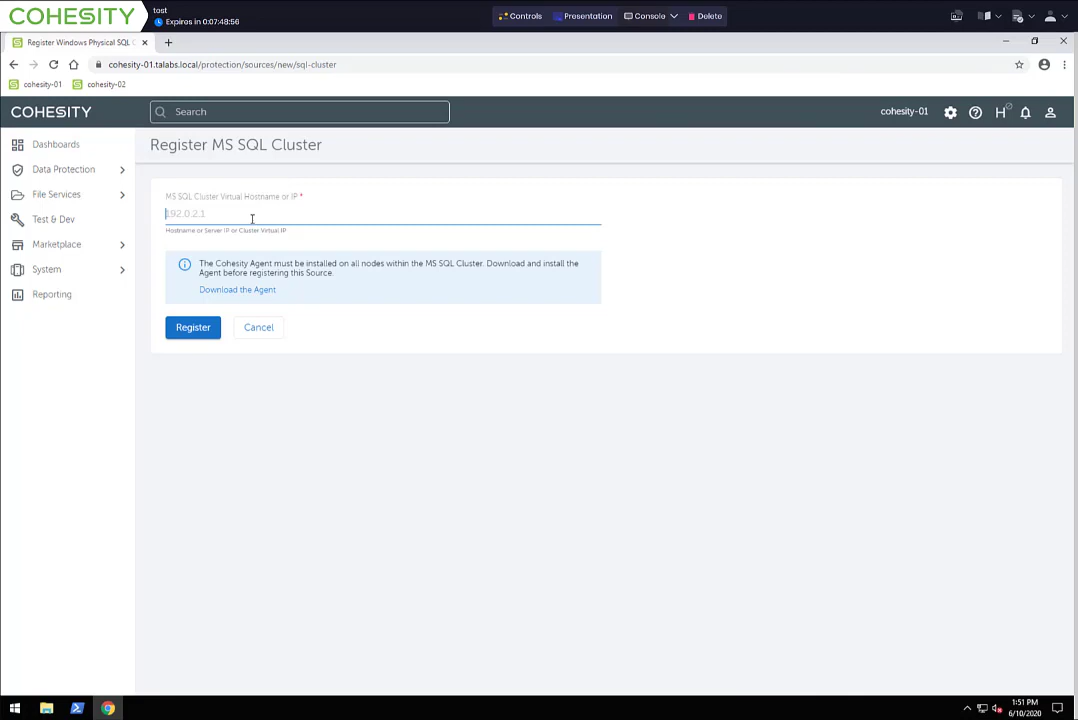 COHESITY
tost
Expires in 0:07:48:56
Controls
Presentation
Console
Delete
Register Windows Physical SQL C
cohesity-01.talabs.local/protection/sources/new/sql-cluster
cohesity-01
cohesity-02
COHESITY
Search
cohesity-01
H
Dashboards
Data Protection
File Services
Test & Dev
Marketplace
System
Reporting
Register MS SQL Cluster
MS SQL Cluster Virtual Hostname or IP *
192.0.2.1
Hostname or Server IP or Cluster Virtual IP
The Cohesity Agent must be installed on all nodes within the MS SQL Cluster. Download and install the
Agent before registering this Source.
Download the Agent
Register
Cancel
1:51 PM
6/10/2020